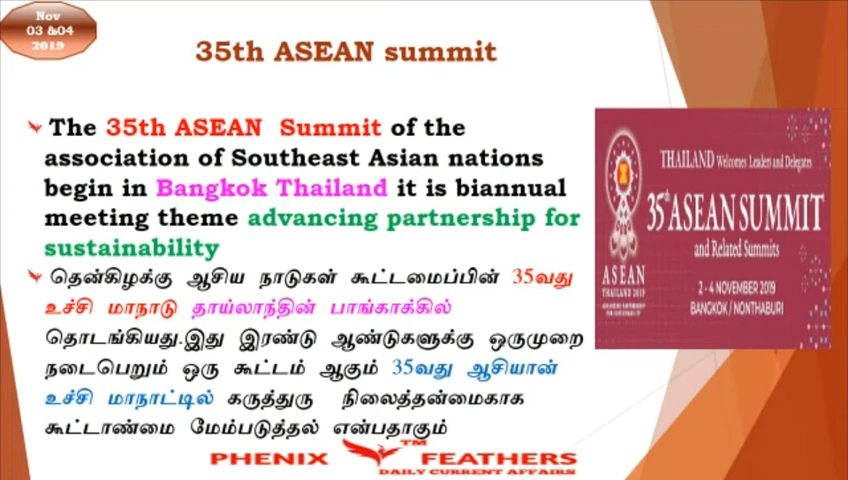 Nov
03 &04
2019
35th ASEAN summit
The 35th ASEAN Summit of the
association of Southeast Asian nations
begin in Bangkok Thailand it is biannual
meeting theme advancing partnership for
sustainability
தென்கிழக்கு ஆசிய நாடுகள் கூட்டமைப்பின் 35வது
உச்சி மாநாடு தாய்லாந்தின் பாங்காக்கில்
தொடங்கியது.இது இரண்டு ஆண்டுகளுக்கு ஒருமுறை
நடைபெறும் ஒரு கூட்டம் ஆகும் 35வது ஆசியான்
உச்சி மாநாட்டில் கருத்துரு நிலைத்தன்மைகாக
கூட்டாண்மை மேம்படுத்தல் என்பதாகும்
THAILAND Welcomes Leaders and Delegates
35th ASEAN SUMMIT
and Related Summits
2 - 4 NOVEMBER 2019
BANGKOK / NONTHABURI
ASEAN
THAILAND 2019
ADVANCING PARTNERSHIP
FOR SUSTAINABILITY
PHENIX FEATHERS TM
DAILY CURRENT AFFAIRS